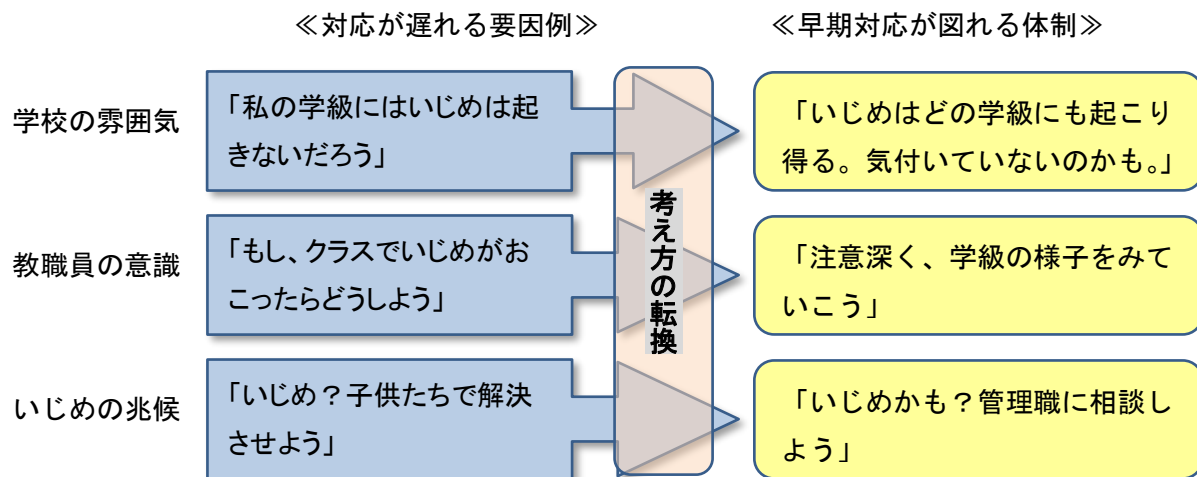 ≪対応が遅れる要因例≫
≪早期対応が図れる体制≫
学校の雰囲気
「私の学級にはいじめは起
きないだろう」
「いじめはどの学級にも起こり
得る。気付いていないのかも。」
教職員の意識
「もし、クラスでいじめがお
こったらどうしよう」
「注意深く、学級の様子をみて
いこう」
いじめの兆候
「いじめ？子供たちで解決
させよう」
「いじめかも？管理職に相談し
よう」
考え方の転換